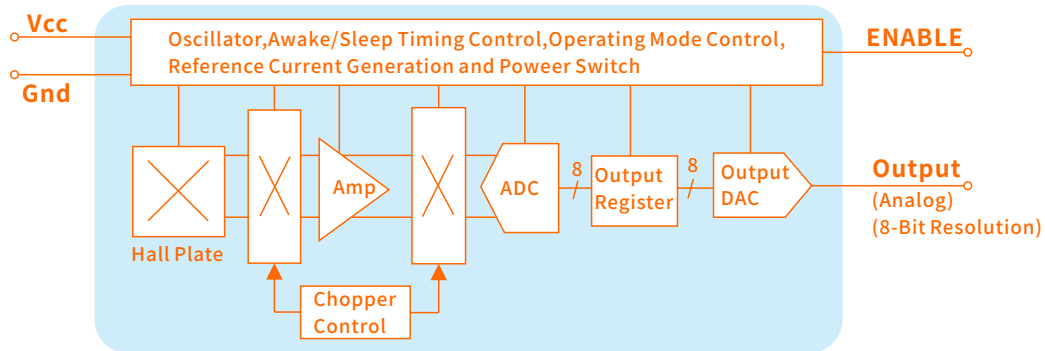 Vcc
Gnd
Oscillator,Awake/Sleep Timing Control,Operating Mode Control,
Reference Current Generation and Poweer Switch
ENABLE
Hall Plate
Amp
ADC
8
Output
Register
8
Output
DAC
Output
(Analog)
(8-Bit Resolution)
Chopper
Control